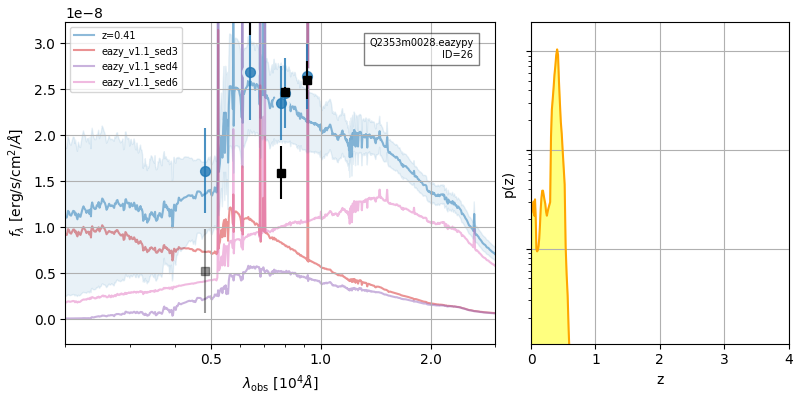 1e−8
z=0.41
eazy_v1.1_sed3
eazy_v1.1_sed4
eazy_v1.1_sed6
Q2353m0028.eazypy
ID=26
3.0
2.5
2.0
1.5
1.0
0.5
0.0
fλ [erg/s/cm²/Å]
0.5
1.0
2.0
λobs [10⁴Å]
p(z)
0
1
2
3
4
z